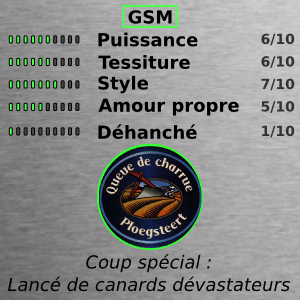 GSM
Puissance 6/10
Tessiture 6/10
Style 7/10
Amour propre 5/10
Déhanché 1/10
Queue de charrue
Ploegsteert
Coup spécial :
Lancé de canards dévastateurs